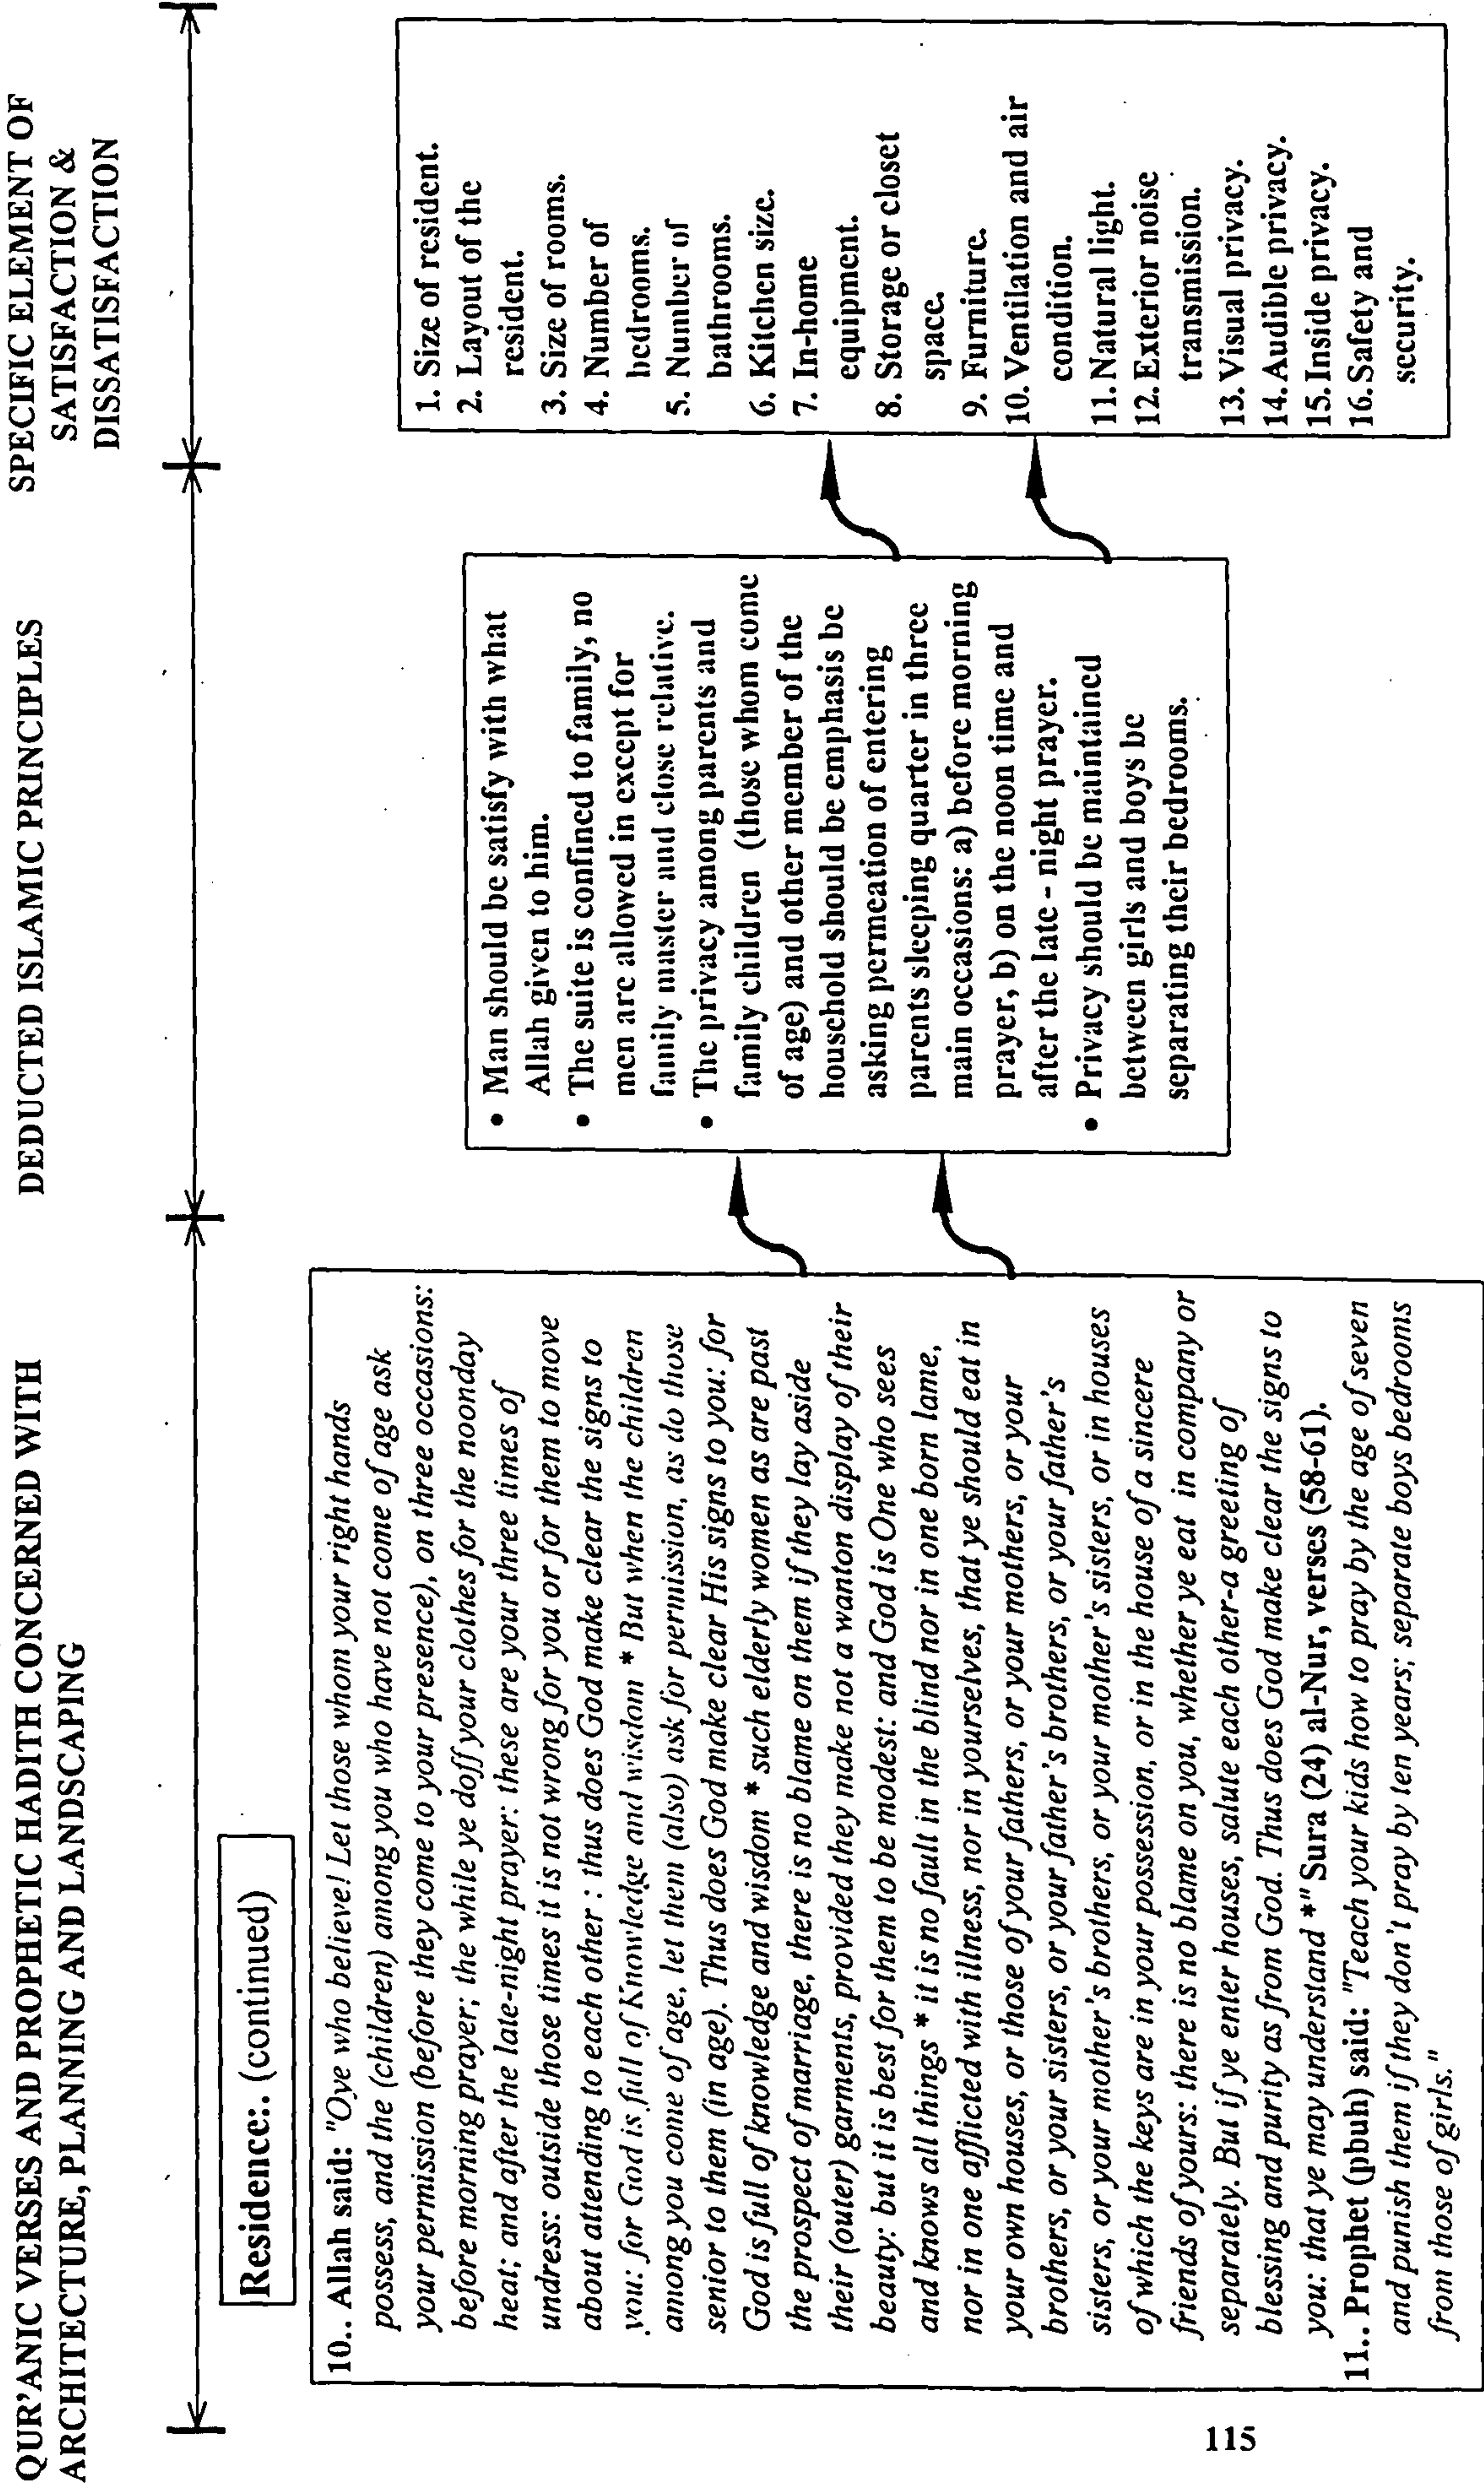 QUR'ANIC VERSES AND PROPHETIC HADITH CONCERNED WITH
ARCHITECTURE, PLANNING AND LANDSCAPING
DEDUCTED ISLAMIC PRINCIPLES
SPECIFIC ELEMENT OF
SATISFACTION &
DISSATISFACTION
Residence:. (continued)
10.. Allah said: "Oye who believe! Let those whom your right hands
possess, and the (children) among you who have not come of age ask
your permission (before they come to your presence), on three occasions:
before morning prayer; the while ye doff your clothes for the noonday
heat; and after the late-night prayer: these are your three times of
undress: outside those times it is not wrong for you or for them to move
about attending to each other : thus does God make clear the signs to
you: for God is full of Knowledge and wisdom * But when the children
among you come of age, let them (also) ask for permission, as do those
senior to them (in age). Thus does God make clear His signs to you: for
God is full of knowledge and wisdom * such elderly women as are past
the prospect of marriage, there is no blame on them if they lay aside
their (outer) garments, provided they make not a wanton display of their
beauty: but it is best for them to be modest: and God is One who sees
and knows all things * it is no fault in the blind nor in one born lame,
nor in one afflicted with illness, nor in yourselves, that ye should eat in
your own houses, or those of your fathers, or your mothers, or your
brothers, or your sisters, or your father's brothers, or your father's
sisters, or your mother's brothers, or your mother's sisters, or in houses
of which the keys are in your possession, or in the house of a sincere
friends of yours: there is no blame on you, whether ye eat in company or
separately. But if ye enter houses, salute each other-a greeting of
blessing and purity as from God. Thus does God make clear the signs to
you: that ye may understand *" Sura (24) al-Nur, verses (58-61).
11.. Prophet (pbuh) said: "Teach your kids how to pray by the age of seven
and punish them if they don't pray by ten years; separate boys bedrooms
from those of girls."
• Man should be satisfy with what
Allah given to him.
• The suite is confined to family, no
men are allowed in except for
family master and close relative.
• The privacy among parents and
family children (those whom come
of age) and other member of the
household should be emphasis be
asking permeation of entering
parents sleeping quarter in three
main occasions: a) before morning
prayer, b) on the noon time and
after the late - night prayer.
• Privacy should be maintained
between girls and boys be
separating their bedrooms.
1. Size of resident.
2. Layout of the
resident.
3. Size of rooms.
4. Number of
bedrooms.
5. Number of
bathrooms.
6. Kitchen size.
7. In-home
equipment.
8. Storage or closet
space.
9. Furniture.
10. Ventilation and air
condition.
11. Natural light.
12. Exterior noise
transmission.
13. Visual privacy.
14. Audible privacy.
15. Inside privacy.
16. Safety and
security.
115